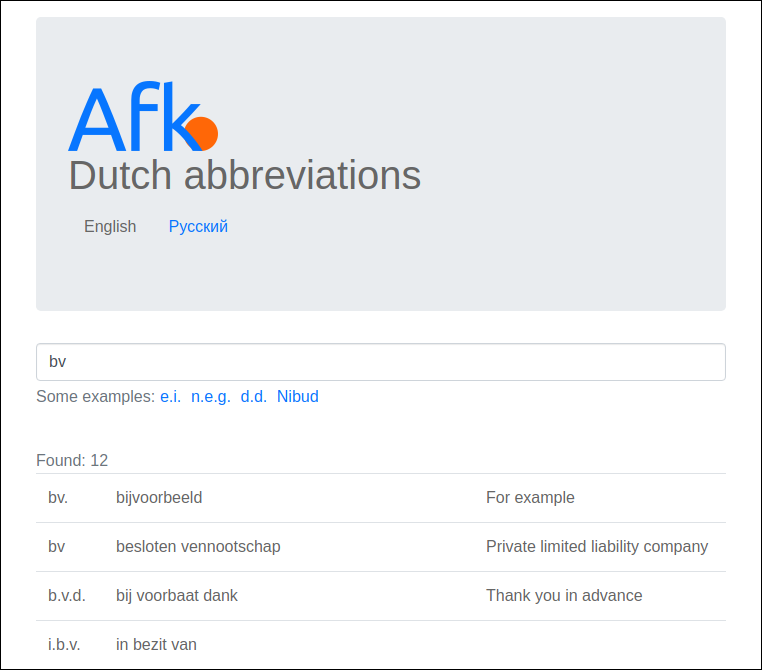 Afk
Dutch abbreviations
English Русский
bv
Some examples: e.i. n.e.g. d.d. Nibud
Found: 12
bv. bijvoorbeeld For example
bv besloten vennootschap Private limited liability company
b.v.d. bij voorbaat dank Thank you in advance
i.b.v. in bezit van